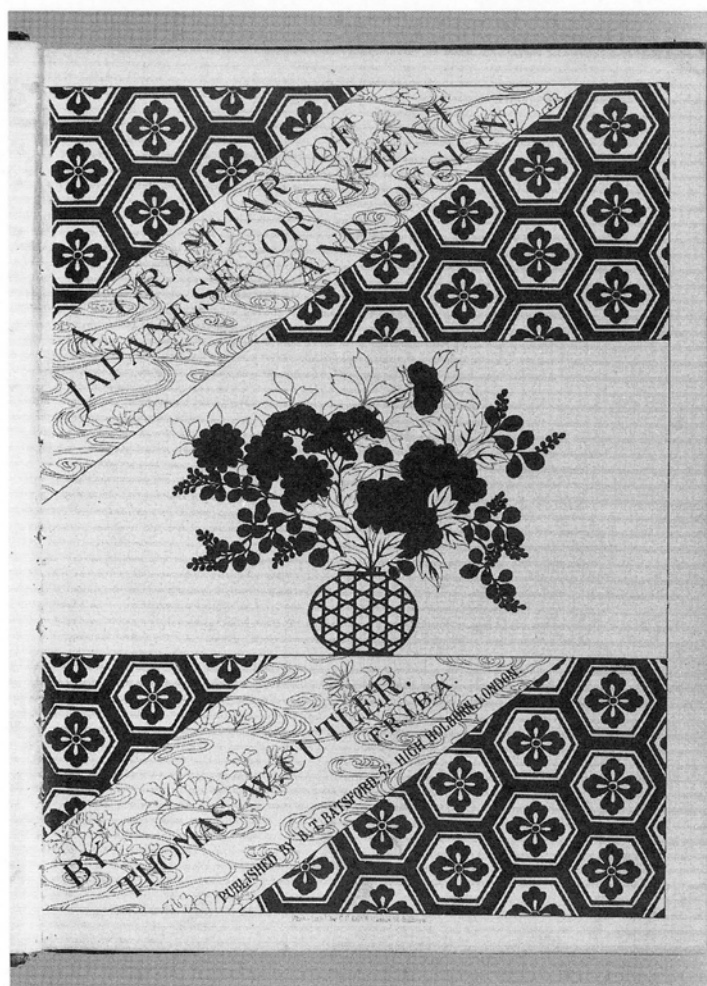 A GRAMMAR OF
JAPANESE ORNAMENT
AND DESIGN.
BY THOMAS W. CUTLER.
F.R.I.B.A.
PUBLISHED BY B. T. BATSFORD. 52 HIGH HOLBORN, LONDON